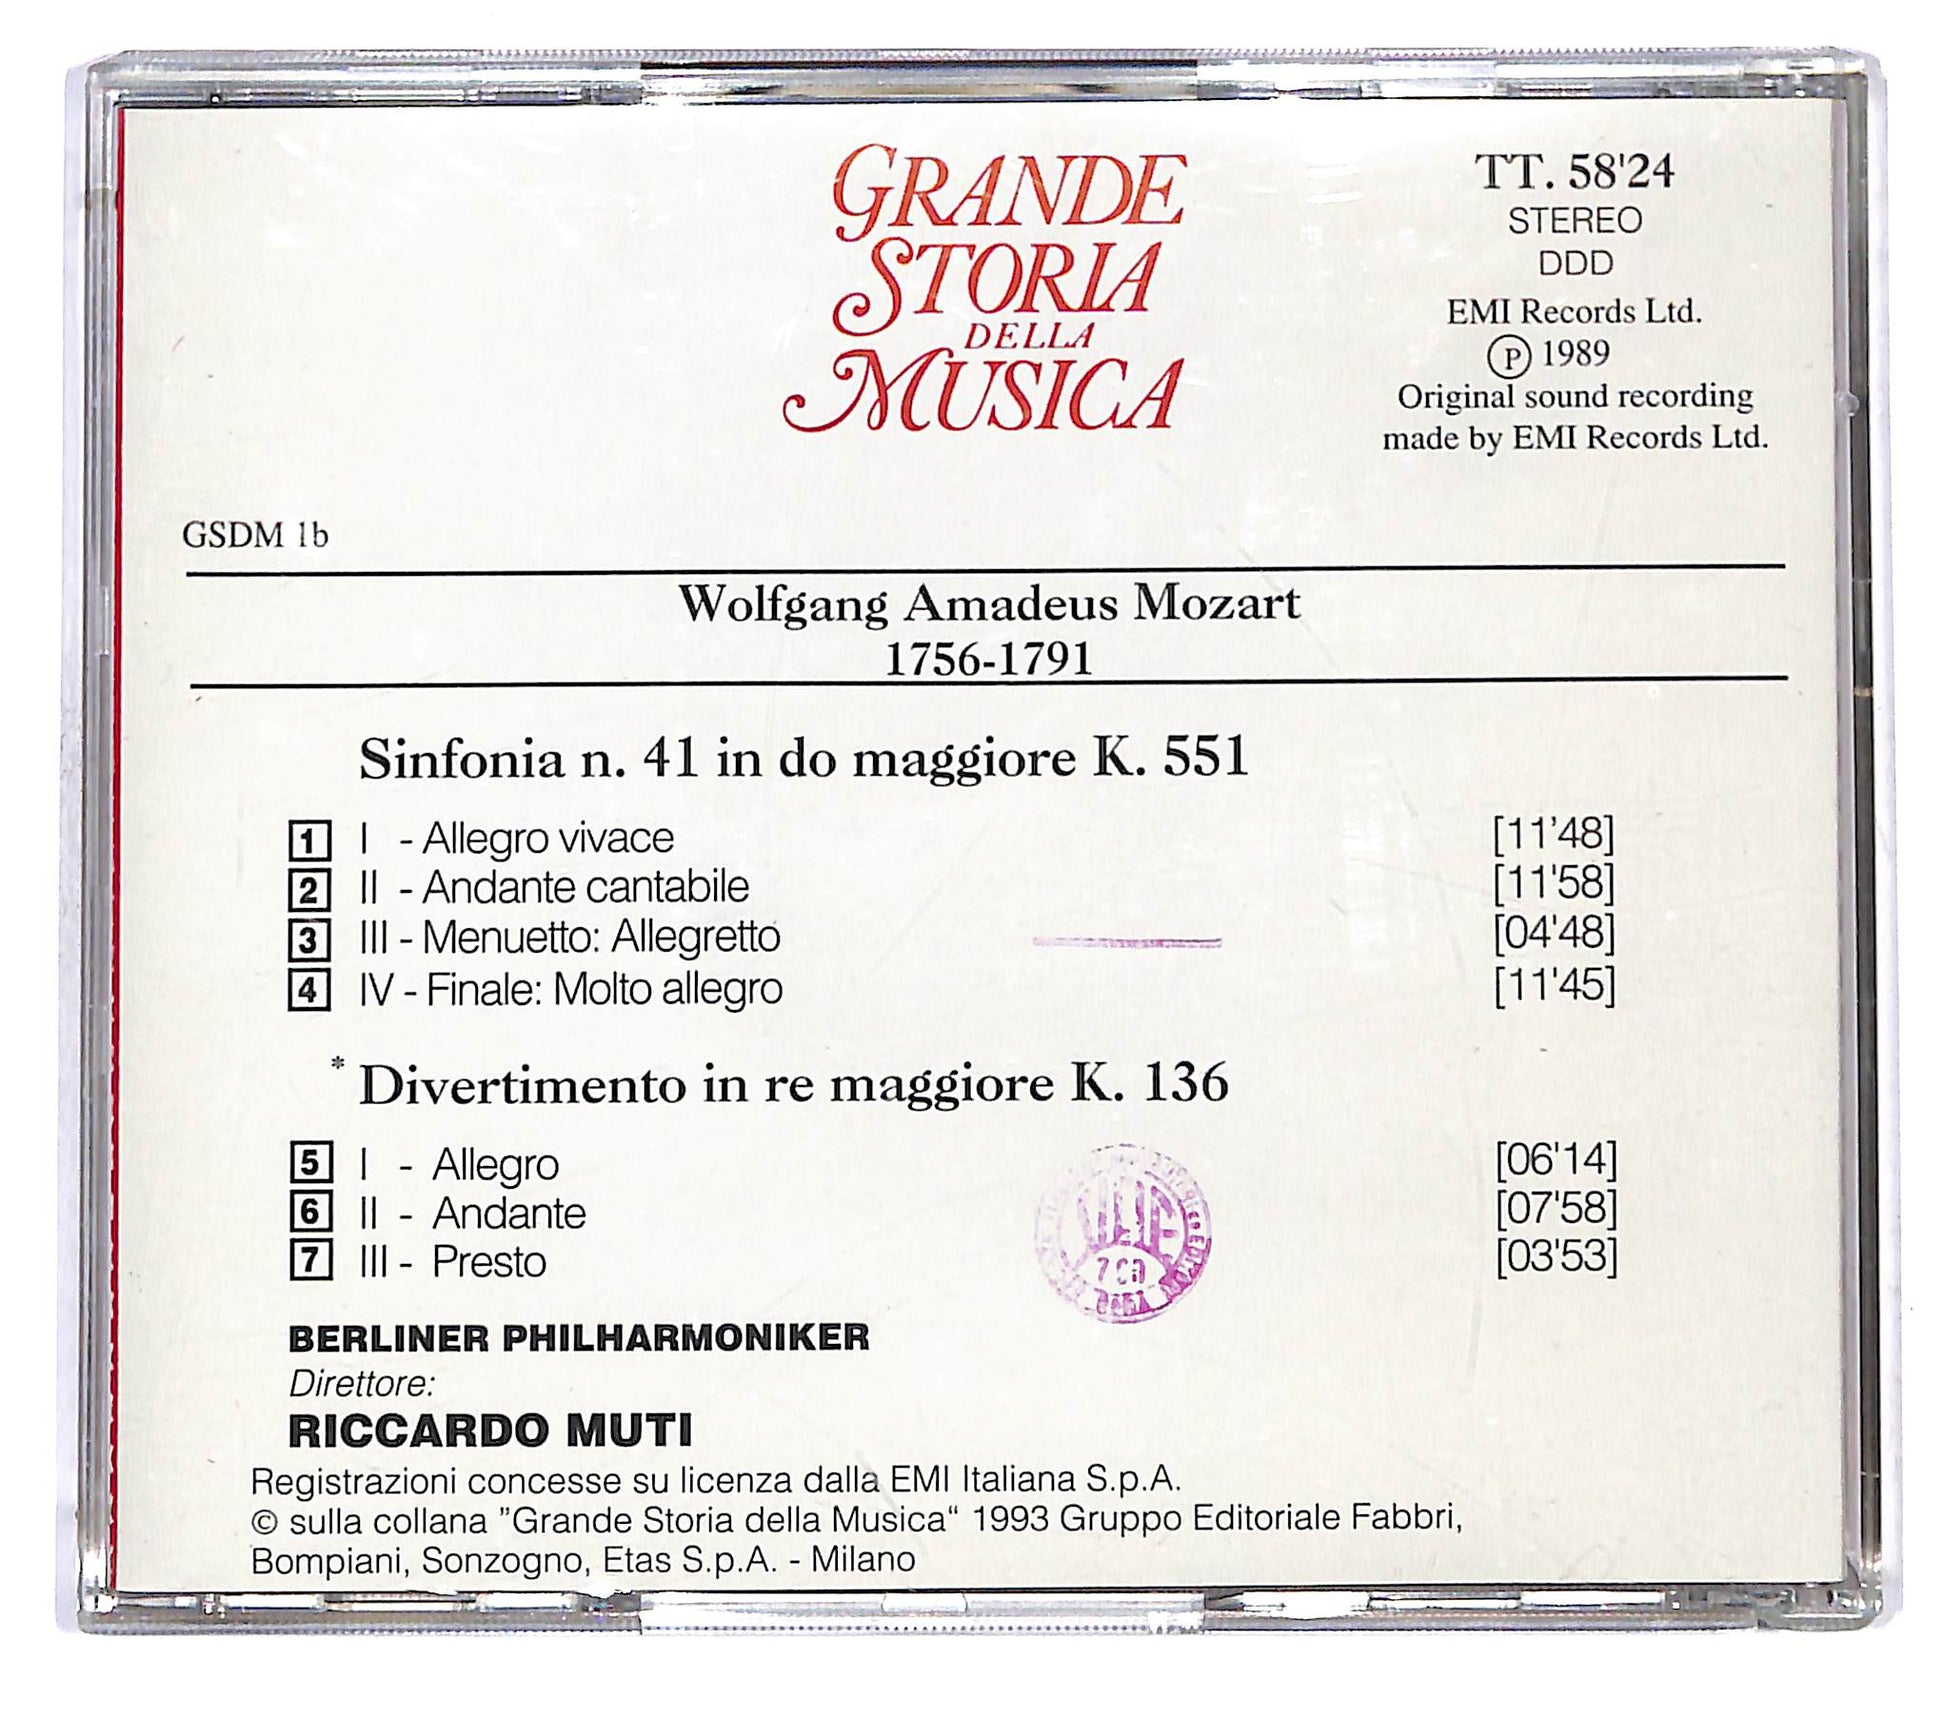 GRANDE
STORIA
DELLA
MUSICA
TT. 58'24
STEREO
DDD
EMI Records Ltd.
Ⓟ 1989
Original sound recording
made by EMI Records Ltd.
GSDM 1b
Wolfgang Amadeus Mozart
1756-1791
Sinfonia n. 41 in do maggiore K. 551
1 I - Allegro vivace [11'48]
2 II - Andante cantabile [11'58]
3 III - Menuetto: Allegretto [04'48]
4 IV - Finale: Molto allegro [11'45]
* Divertimento in re maggiore K. 136
5 I - Allegro [06'14]
6 II - Andante [07'58]
7 III - Presto [03'53]
BERLINER PHILHARMONIKER
Direttore:
RICCARDO MUTI
Registrazioni concesse su licenza dalla EMI Italiana S.p.A.
© sulla collana "Grande Storia della Musica“ 1993 Gruppo Editoriale Fabbri,
Bompiani, Sonzogno, Etas S.p.A. - Milano